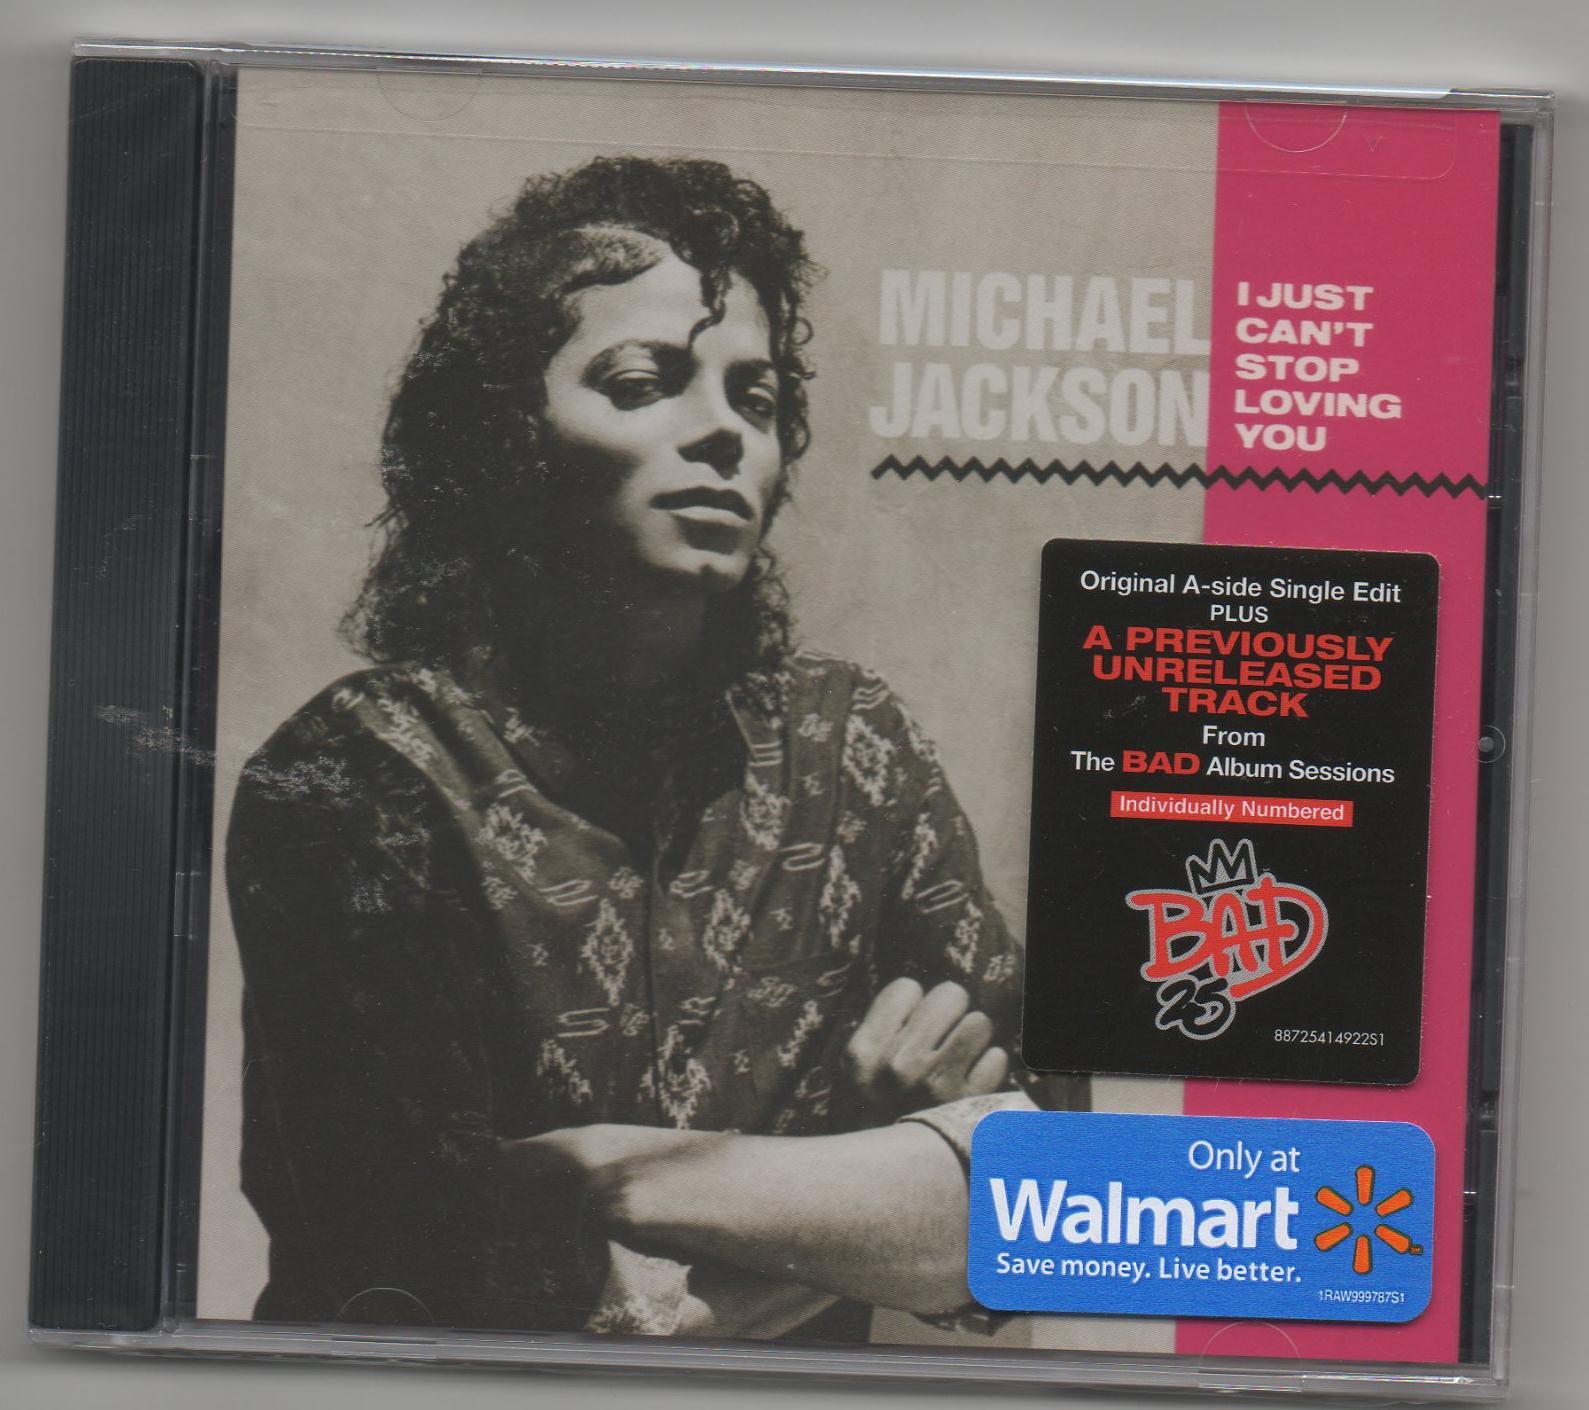 MICHAEL
JACKSON
I JUST
CAN'T
STOP
LOVING
YOU
Original A-side Single Edit
PLUS
A PREVIOUSLY
UNRELEASED
TRACK
From
The BAD Album Sessions
Individually Numbered
BAD
25
88725414922S1
Only at
Walmart
Save money. Live better.
1RAW999787S1